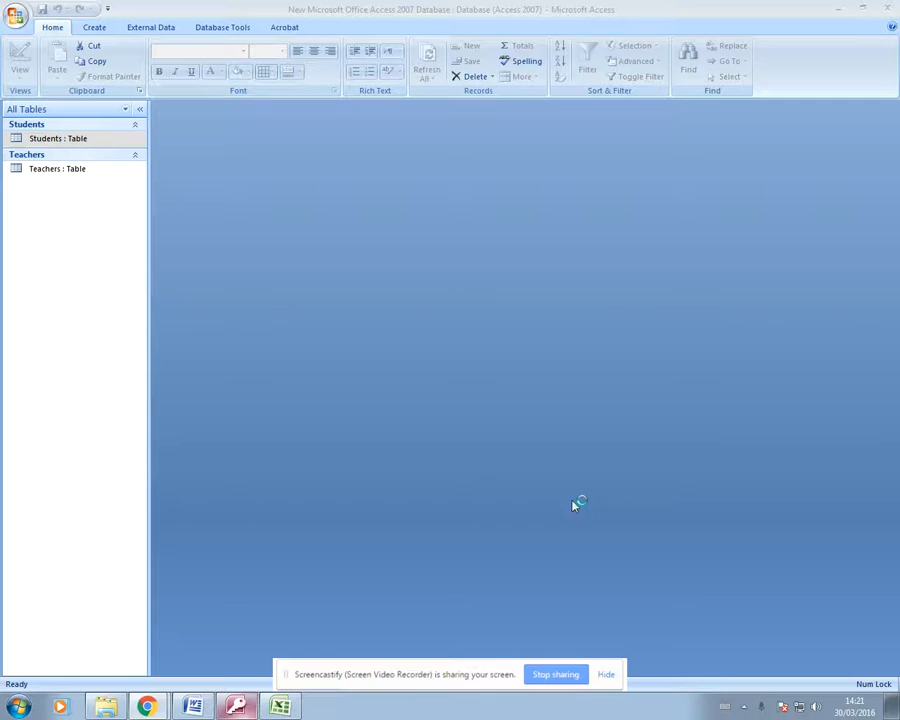 New Microsoft Office Access 2007 Database : Database (Access 2007) - Microsoft Access
Home Create External Data Database Tools Acrobat
View
Views
Paste
Cut
Copy
Format Painter
Clipboard
B I U A
Font
Rich Text
Refresh All
New
Save
Delete
Totals
Spelling
More
Records
Filter
Selection
Advanced
Toggle Filter
Sort & Filter
Find
Replace
Go To
Select
Find
All Tables
Students
Students : Table
Teachers
Teachers : Table
Screencastify (Screen Video Recorder) is sharing your screen. Stop sharing Hide
Ready Num Lock
14:21
30/03/2016